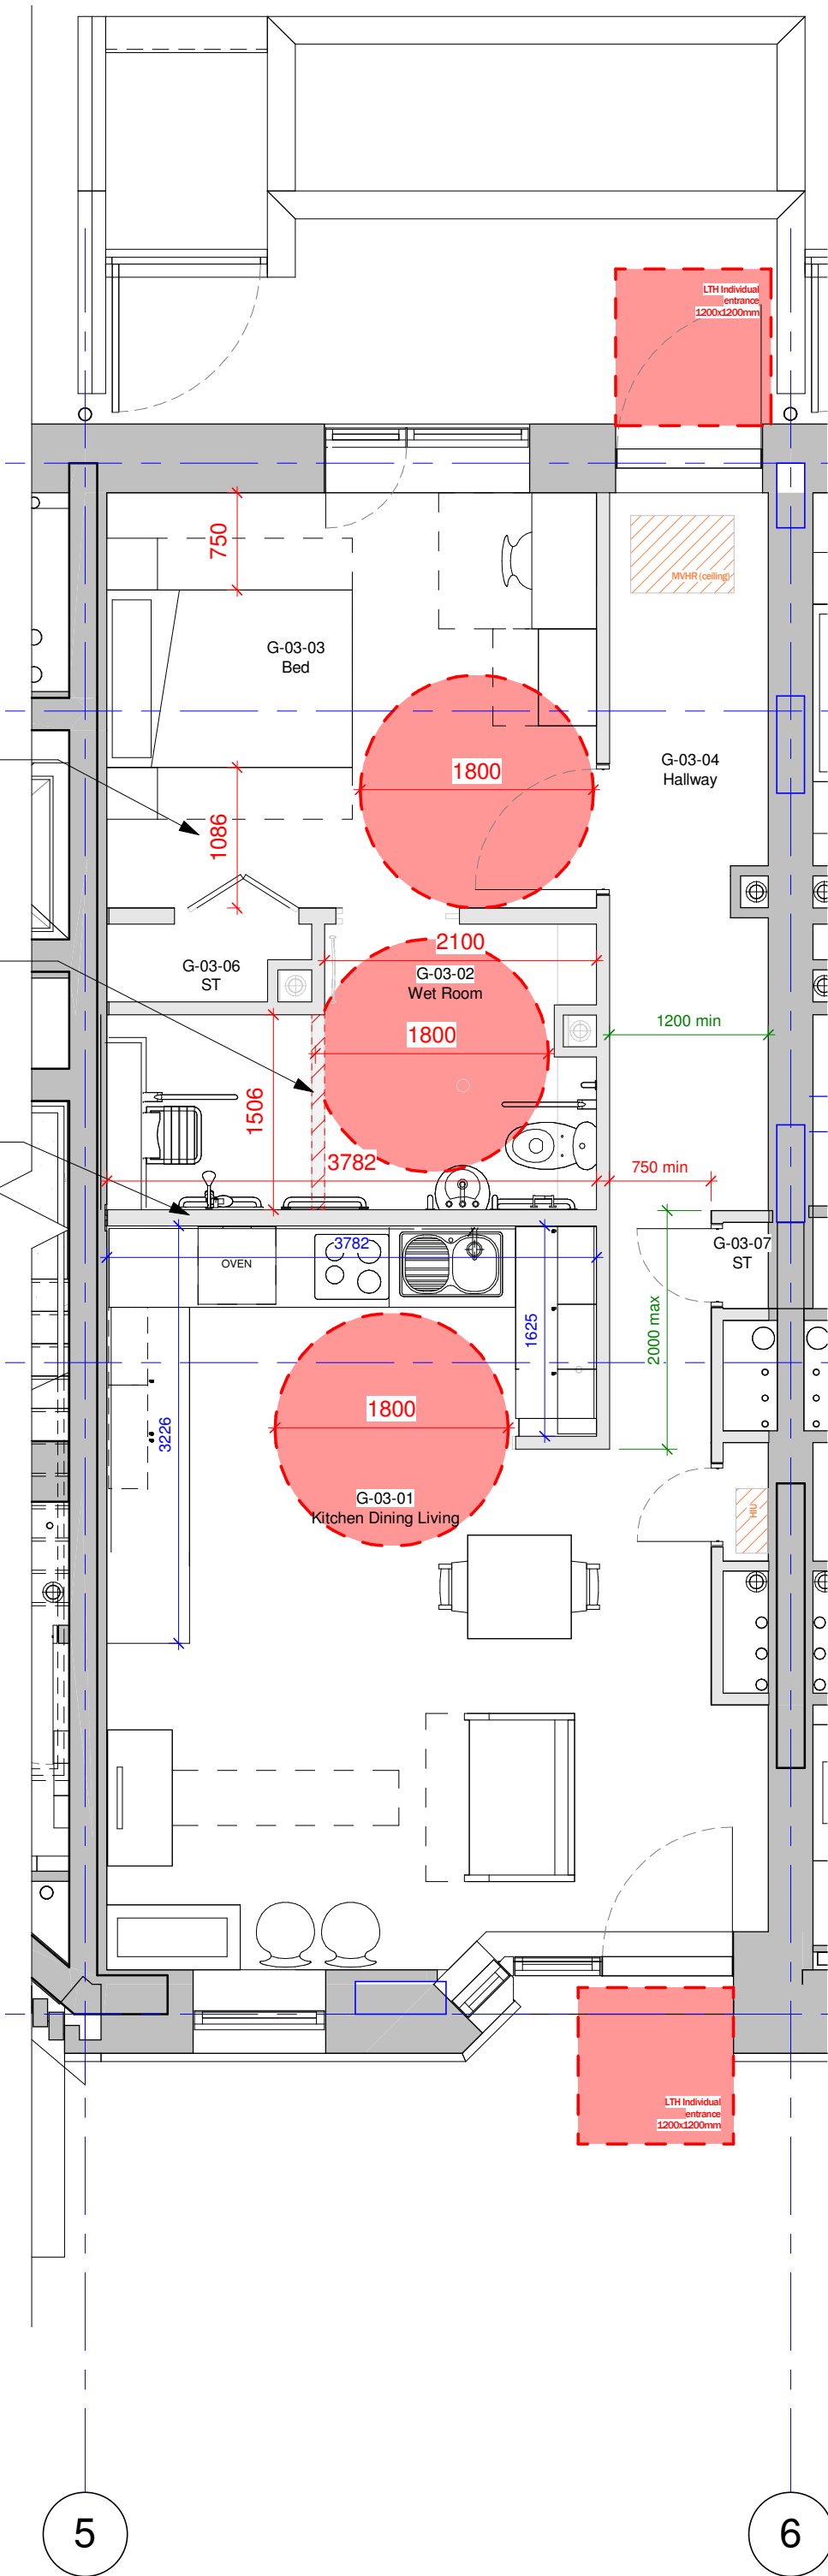 LTH Individual
entrance
1200x1200mm
750
MVHR (ceiling)
G-03-03
Bed
1800
G-03-04
Hallway
1086
2100
G-03-06
ST
G-03-02
Wet Room
1200 min
1800
1506
3782
750 min
3782
G-03-07
ST
OVEN
1625
2000 max
1800
3226
G-03-01
Kitchen Dining Living
HIU
LTH Individual
entrance
1200x1200mm
5
6